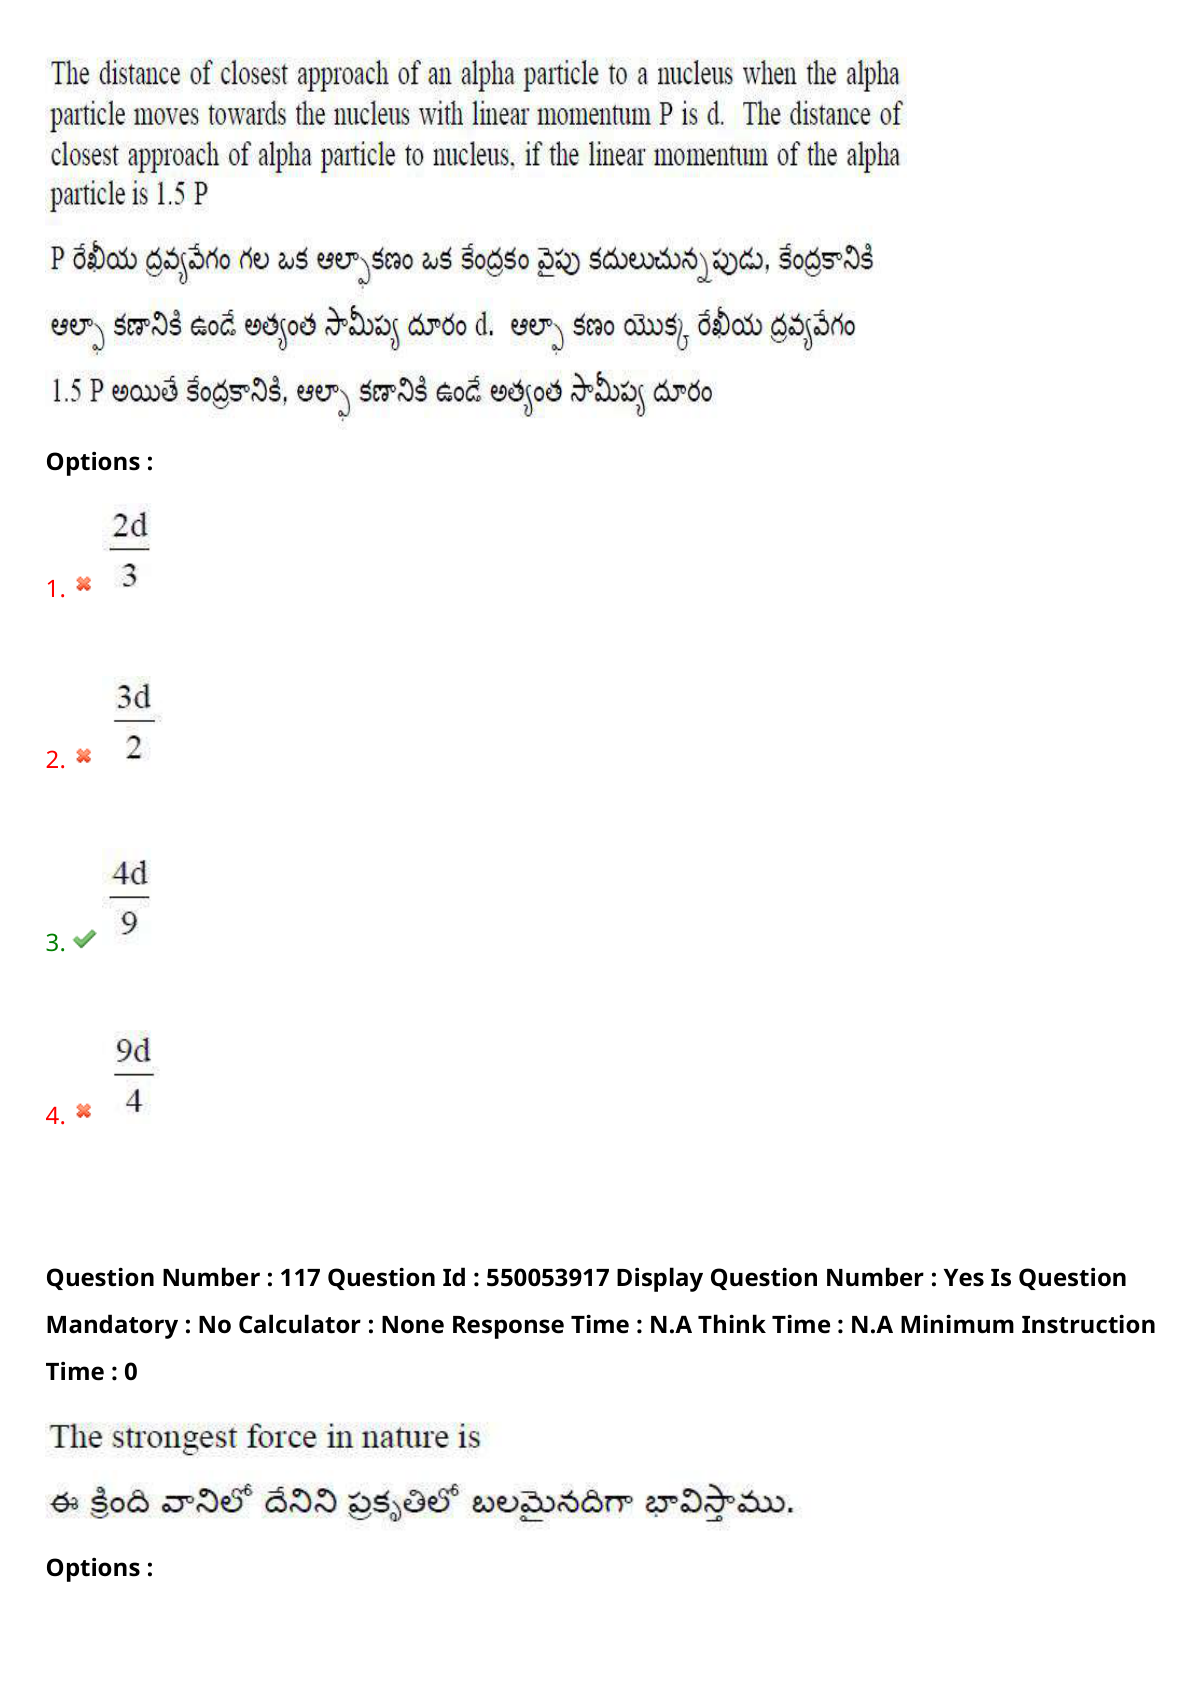 The distance of closest approach of an alpha particle to a nucleus when the alpha
particle moves towards the nucleus with linear momentum P is d. The distance of
closest approach of alpha particle to nucleus, if the linear momentum of the alpha
particle is 1.5 P
P రేఖీయ ద్రవ్యవేగం గల ఒక ఆల్ఫాకణం ఒక కేంద్రకం వైపు కదులుచున్నపుడు, కేంద్రకానికి
ఆల్ఫా కణానికి ఉండే అత్యంత సామీప్య దూరం d. ఆల్ఫా కణం యొక్క రేఖీయ ద్రవ్యవేగం
1.5 P అయితే కేంద్రకానికి, ఆల్ఫా కణానికి ఉండే అత్యంత సామీప్య దూరం
Options :
2d
3
1.
3d
2
2.
4d
9
3.
9d
4
4.
Question Number : 117 Question Id : 550053917 Display Question Number : Yes Is Question
Mandatory : No Calculator : None Response Time : N.A Think Time : N.A Minimum Instruction
Time : 0
The strongest force in nature is
ఈ క్రింది వానిలో దేనిని ప్రకృతిలో బలమైనదిగా భావిస్తాము.
Options :